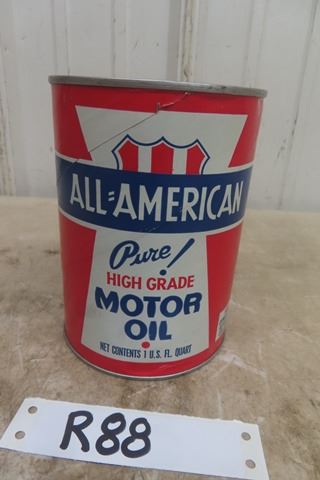 ALL-AMERICAN
Pure!
HIGH GRADE
MOTOR
OIL
NET CONTENTS 1 U.S. FL. QUART
R88